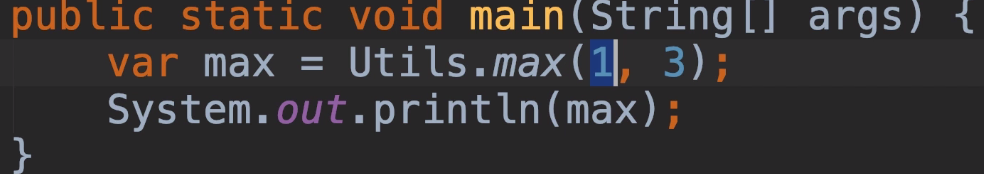 public static void main(String[] args) {
var max = Utils.max(1, 3);
System.out.println(max);
}